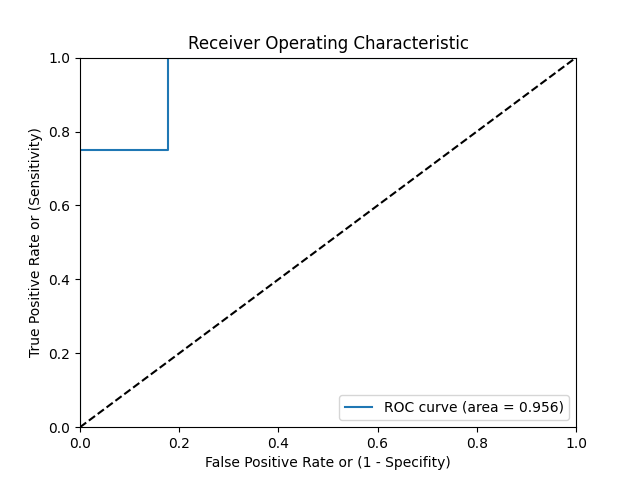 Receiver Operating Characteristic
1.0
0.8
0.6
0.4
0.2
0.0
True Positive Rate or (Sensitivity)
ROC curve (area = 0.956)
0.0 0.2 0.4 0.6 0.8 1.0
False Positive Rate or (1 - Specifity)